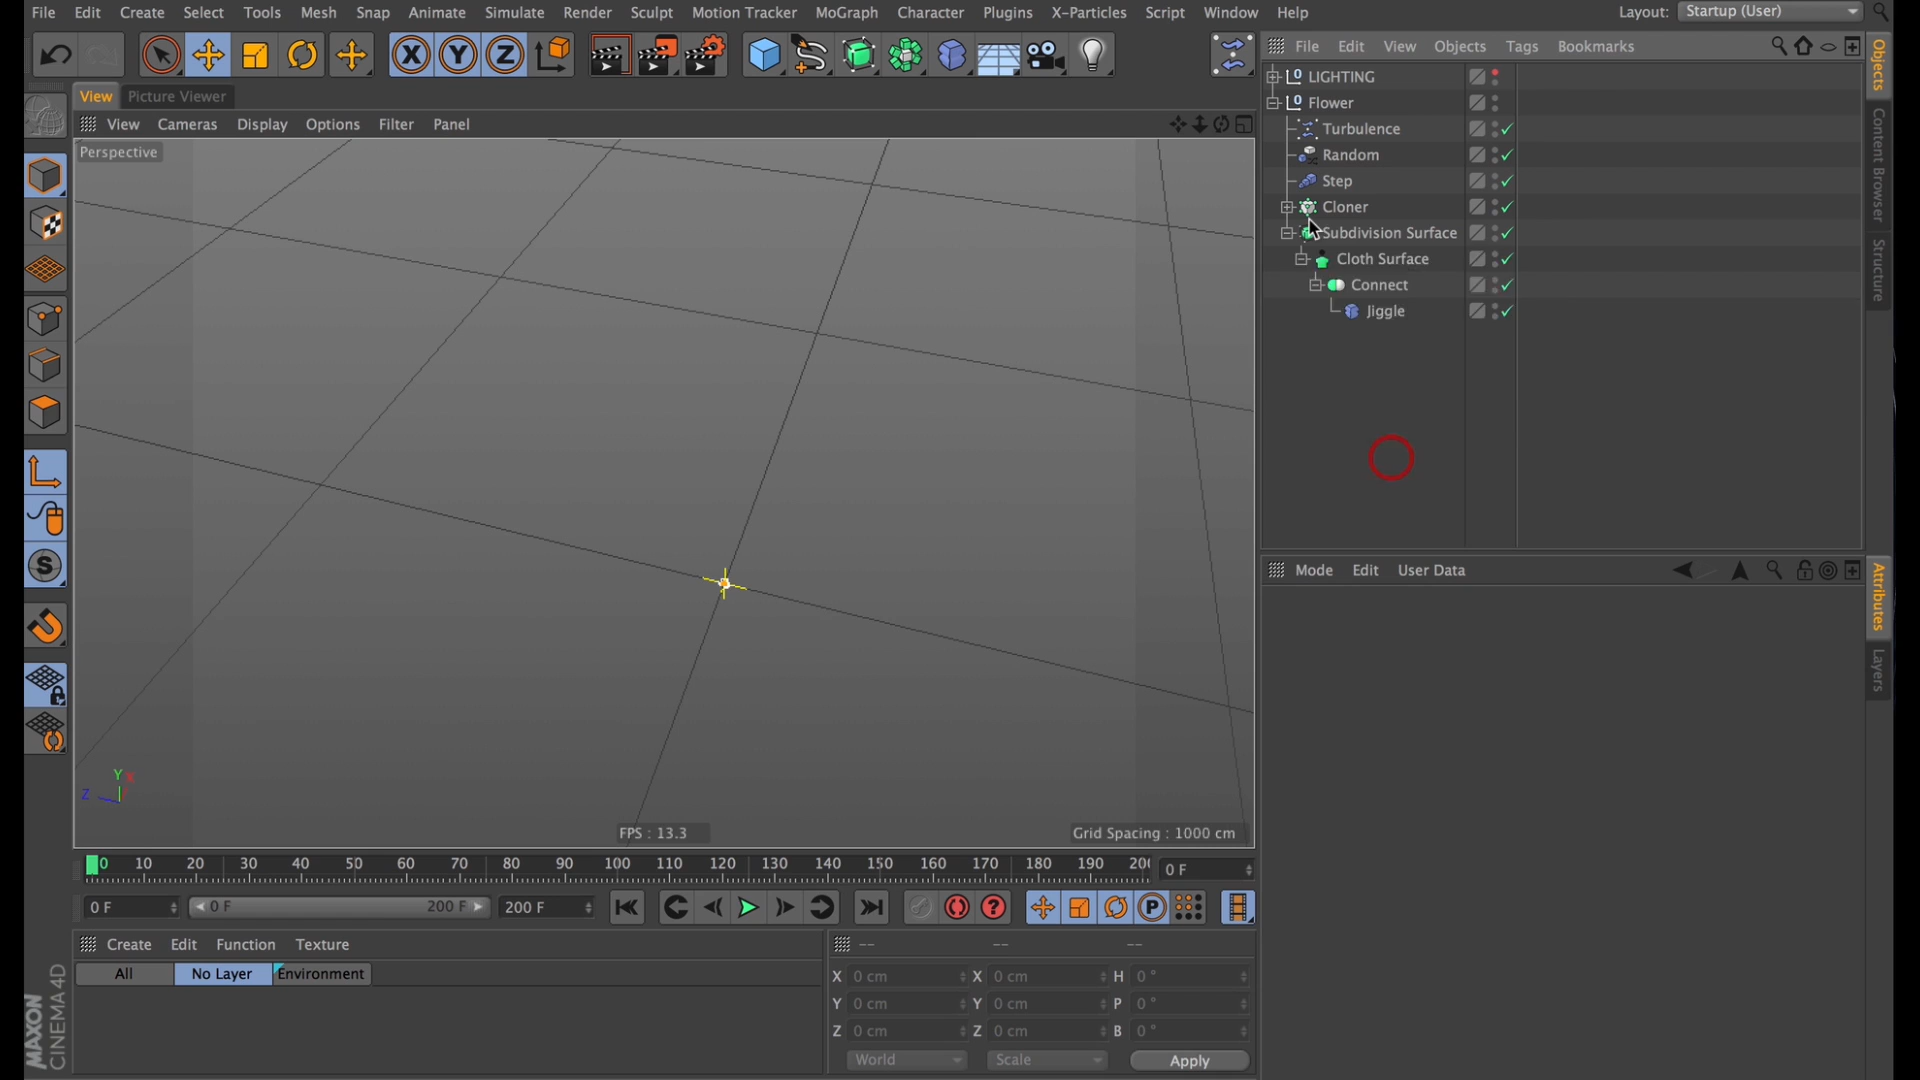 File Edit Create Select Tools Mesh Snap Animate Simulate Render Sculpt Motion Tracker MoGraph Character Plugins X-Particles Script Window Help Layout: Startup (User)
X Y Z
File Edit View Objects Tags Bookmarks
View Picture Viewer
View Cameras Display Options Filter Panel
Perspective
LIGHTING
Flower
Turbulence
Random
Step
Cloner
Subdivision Surface
Cloth Surface
Connect
Jiggle
Objects
Content Browser
Structure
Mode Edit User Data
Attributes
Layers
S
Y
X
Z
FPS : 13.3
Grid Spacing : 1000 cm
0 10 20 30 40 50 60 70 80 90 100 110 120 130 140 150 160 170 180 190 0 F
0 F 0 F 200 F 200 F P
Create Edit Function Texture
All No Layer Environment
-- -- --
X 0 cm X 0 cm H 0 °
Y 0 cm Y 0 cm P 0 °
Z 0 cm Z 0 cm B 0 °
World Scale Apply
MAXON
CINEMA 4D